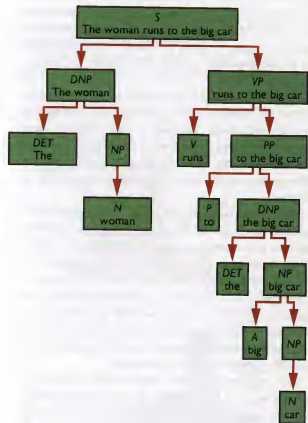 S
The woman runs to the big car
DNP
The woman
VP
runs to the big car
DET
The
NP
V
runs
PP
to the big car
N
woman
P
to
DNP
the big car
DET
the
NP
big car
A
big
NP
N
car